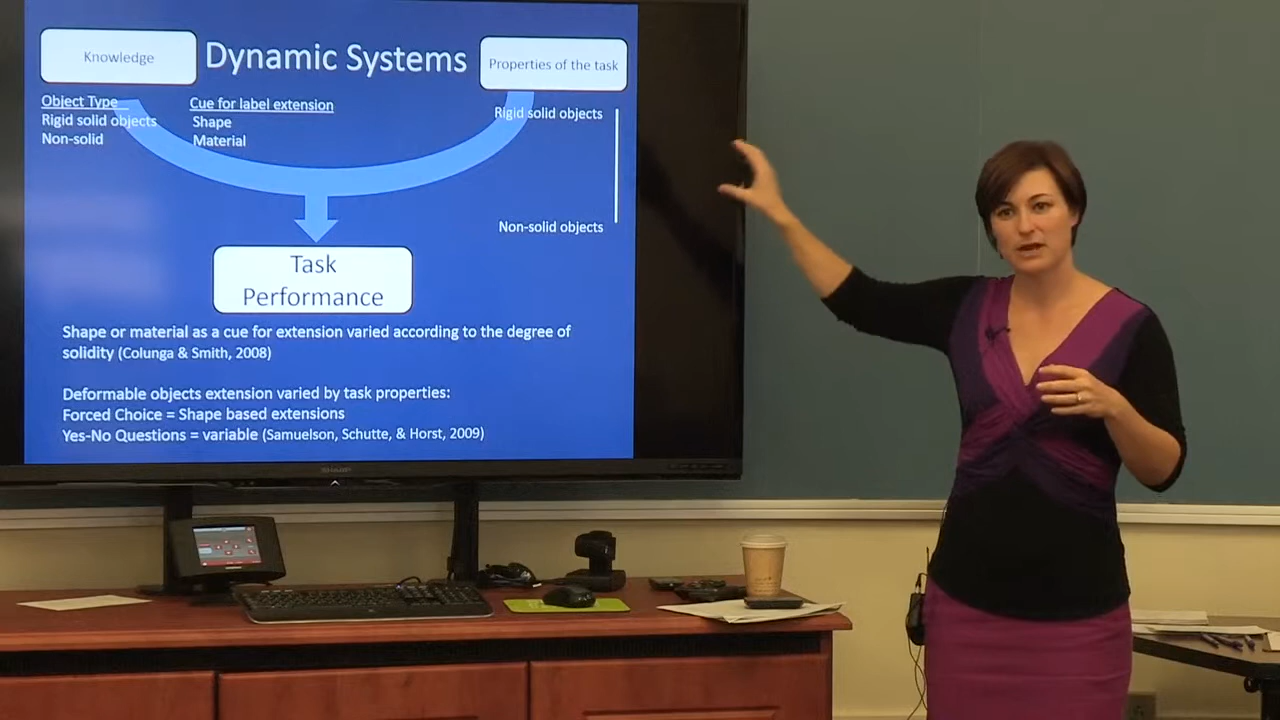 Knowledge
Dynamic Systems
Properties of the task
Object Type
Cue for label extension
Rigid solid objects
Shape
Non-solid
Material
Rigid solid objects
Non-solid objects
Task
Performance
Shape or material as a cue for extension varied according to the degree of
solidity (Colunga & Smith, 2008)
Deformable objects extension varied by task properties:
Forced Choice = Shape based extensions
Yes-No Questions = variable (Samuelson, Schutte, & Horst, 2009)
SHARP